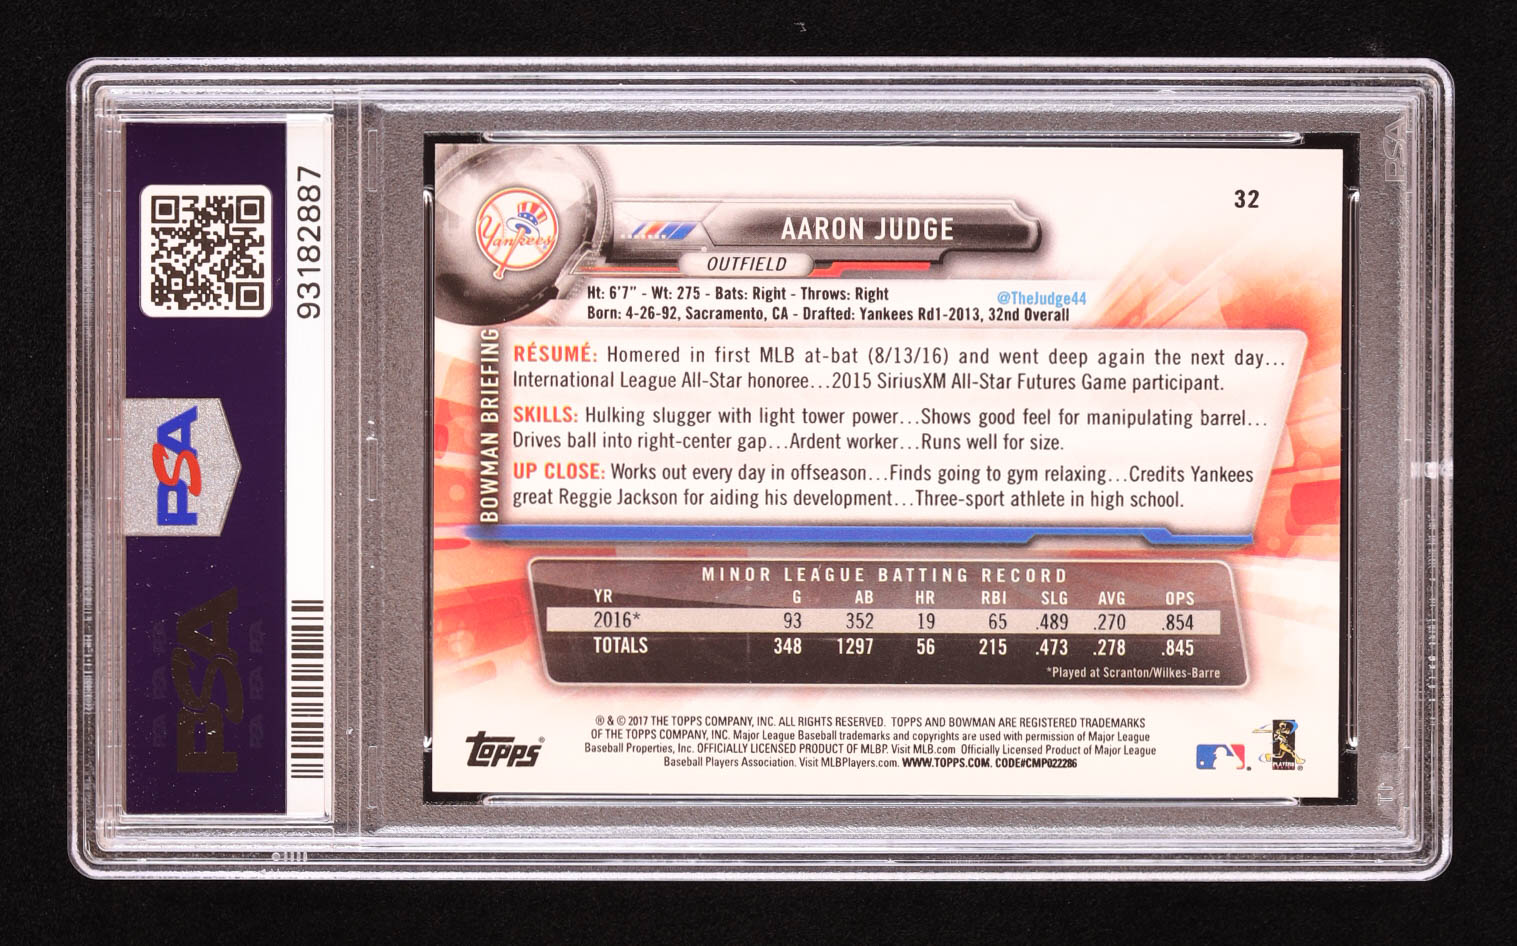 93182887
PSA
PSA
PSA
32
Yankees
AARON JUDGE
OUTFIELD
Ht: 6'7" - Wt: 275 - Bats: Right - Throws: Right
@TheJudge44
Born: 4-26-92, Sacramento, CA - Drafted: Yankees Rd1-2013, 32nd Overall
BOWMAN BRIEFING
RÉSUMÉ: Homered in first MLB at-bat (8/13/16) and went deep again the next day...
International League All-Star honoree...2015 SiriusXM All-Star Futures Game participant.
SKILLS: Hulking slugger with light tower power...Shows good feel for manipulating barrel...
Drives ball into right-center gap...Ardent worker...Runs well for size.
UP CLOSE: Works out every day in offseason...Finds going to gym relaxing...Credits Yankees
great Reggie Jackson for aiding his development...Three-sport athlete in high school.
MINOR LEAGUE BATTING RECORD
YR G AB HR RBI SLG AVG OPS
2016* 93 352 19 65 .489 .270 .854
TOTALS 348 1297 56 215 .473 .278 .845
*Played at Scranton/Wilkes-Barre
topps®
® & © 2017 THE TOPPS COMPANY, INC. ALL RIGHTS RESERVED. TOPPS AND BOWMAN ARE REGISTERED TRADEMARKS
OF THE TOPPS COMPANY, INC. Major League Baseball trademarks and copyrights are used with permission of Major League
Baseball Properties, Inc. OFFICIALLY LICENSED PRODUCT OF MLBP. Visit MLB.com Officially Licensed Product of Major League
Baseball Players Association. Visit MLBPlayers.com. WWW.TOPPS.COM. CODE#CMP022286
PLAYERS